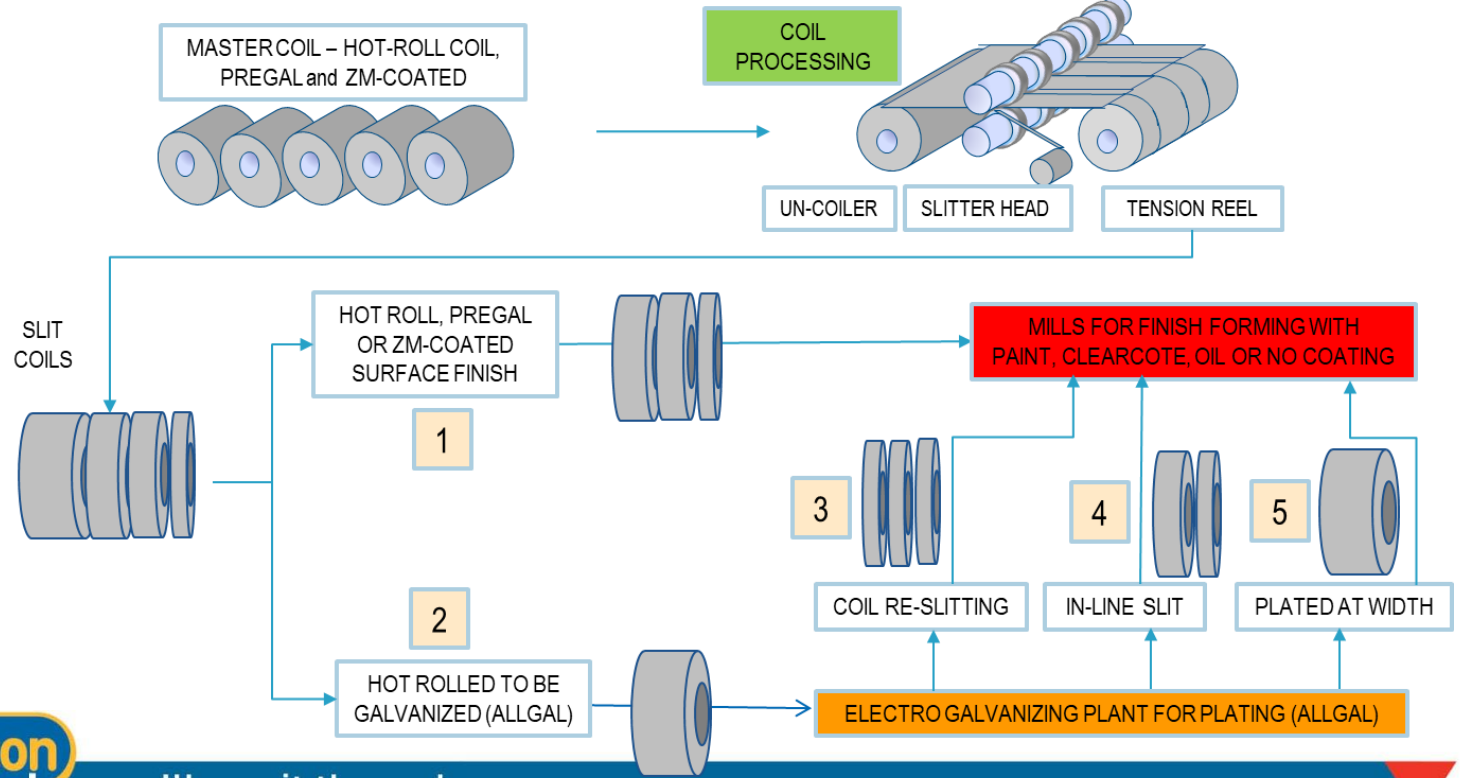 MASTER COIL – HOT-ROLL COIL,
PREGAL and ZM-COATED
COIL
PROCESSING
UN-COILER
SLITTER HEAD
TENSION REEL
SLIT
COILS
HOT ROLL, PREGAL
OR ZM-COATED
SURFACE FINISH
MILLS FOR FINISH FORMING WITH
PAINT, CLEARCOTE, OIL OR NO COATING
1
3
4
5
COIL RE-SLITTING
IN-LINE SLIT
PLATED AT WIDTH
2
HOT ROLLED TO BE
GALVANIZED (ALLGAL)
ELECTRO GALVANIZING PLANT FOR PLATING (ALLGAL)
on